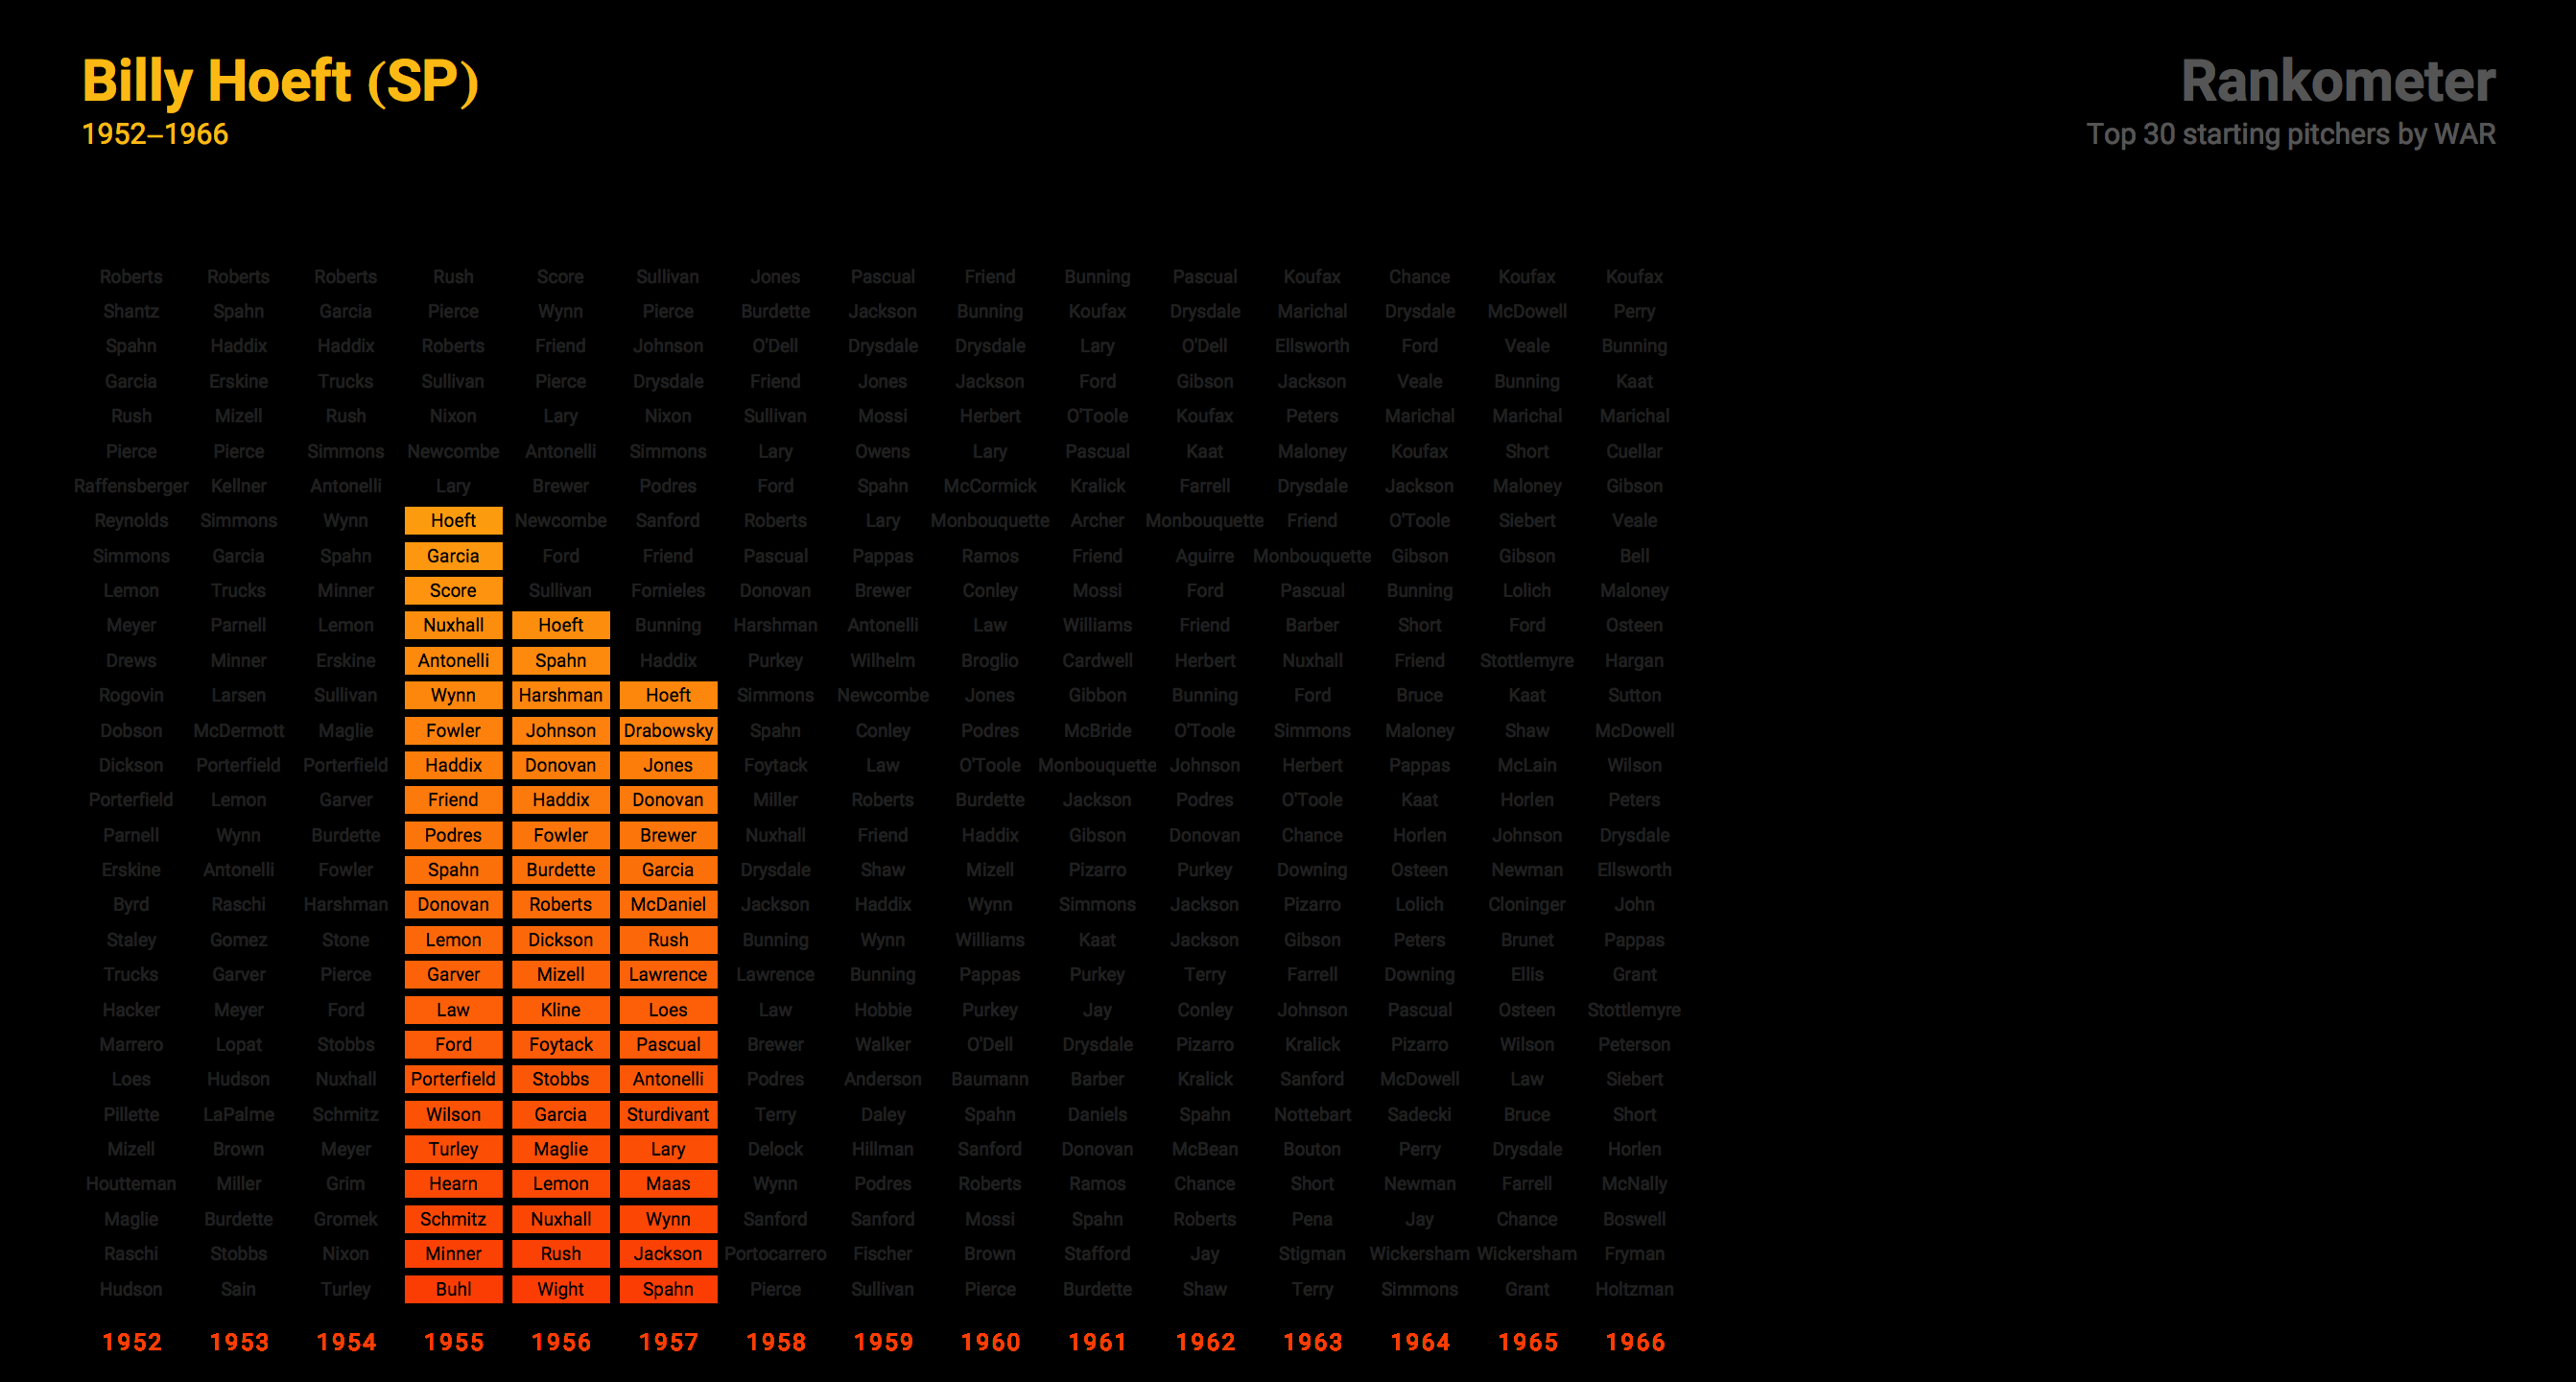 Billy Hoeft (SP)
1952–1966
Rankometer
Top 30 starting pitchers by WAR
Roberts Roberts Roberts Rush Score Sullivan Jones Pascual Friend Bunning Pascual Koufax Chance Koufax Koufax
Shantz Spahn Garcia Pierce Wynn Pierce Burdette Jackson Bunning Koufax Drysdale Marichal Drysdale McDowell Perry
Spahn Haddix Haddix Roberts Friend Johnson O'Dell Drysdale Drysdale Lary O'Dell Ellsworth Ford Veale Bunning
Garcia Erskine Trucks Sullivan Pierce Drysdale Friend Jones Jackson Ford Gibson Jackson Veale Bunning Kaat
Rush Mizell Rush Nixon Lary Nixon Sullivan Mossi Herbert O'Toole Koufax Peters Marichal Marichal Marichal
Pierce Pierce Simmons Newcombe Antonelli Simmons Lary Owens Lary Pascual Kaat Maloney Koufax Short Cuellar
Raffensberger Kellner Antonelli Lary Brewer Podres Ford Spahn McCormick Kralick Farrell Drysdale Jackson Maloney Gibson
Reynolds Simmons Wynn Hoeft Newcombe Sanford Roberts Lary Monbouquette Archer Monbouquette Friend O'Toole Siebert Veale
Simmons Garcia Spahn Garcia Ford Friend Pascual Pappas Ramos Friend Aguirre Monbouquette Gibson Gibson Bell
Lemon Trucks Minner Score Sullivan Fornieles Donovan Brewer Conley Mossi Ford Pascual Bunning Lolich Maloney
Meyer Parnell Lemon Nuxhall Hoeft Bunning Harshman Antonelli Law Williams Friend Barber Short Ford Osteen
Drews Minner Erskine Antonelli Spahn Haddix Purkey Wilhelm Broglio Cardwell Herbert Nuxhall Friend Stottlemyre Hargan
Rogovin Larsen Sullivan Wynn Harshman Hoeft Simmons Newcombe Jones Gibbon Bunning Ford Bruce Kaat Sutton
Dobson McDermott Maglie Fowler Johnson Drabowsky Spahn Conley Podres McBride O'Toole Simmons Maloney Shaw McDowell
Dickson Porterfield Porterfield Haddix Donovan Jones Foytack Law O'Toole Monbouquette Johnson Herbert Pappas McLain Wilson
Porterfield Lemon Garver Friend Haddix Donovan Miller Roberts Burdette Jackson Podres O'Toole Kaat Horlen Peters
Parnell Wynn Burdette Podres Fowler Brewer Nuxhall Friend Haddix Gibson Donovan Chance Horlen Johnson Drysdale
Erskine Antonelli Fowler Spahn Burdette Garcia Drysdale Shaw Mizell Pizarro Purkey Downing Osteen Newman Ellsworth
Byrd Raschi Harshman Donovan Roberts McDaniel Jackson Haddix Wynn Simmons Jackson Pizarro Lolich Cloninger John
Staley Gomez Stone Lemon Dickson Rush Bunning Wynn Williams Kaat Jackson Gibson Peters Brunet Pappas
Trucks Garver Pierce Garver Mizell Lawrence Lawrence Bunning Pappas Purkey Terry Farrell Downing Ellis Grant
Hacker Meyer Ford Law Kline Loes Law Hobbie Purkey Jay Conley Johnson Pascual Osteen Stottlemyre
Marrero Lopat Stobbs Ford Foytack Pascual Brewer Walker O'Dell Drysdale Pizarro Kralick Pizarro Wilson Peterson
Loes Hudson Nuxhall Porterfield Stobbs Antonelli Podres Anderson Baumann Barber Kralick Sanford McDowell Law Siebert
Pillette LaPalme Schmitz Wilson Garcia Sturdivant Terry Daley Spahn Daniels Spahn Nottebart Sadecki Bruce Short
Mizell Brown Meyer Turley Maglie Lary Delock Hillman Sanford Donovan McBean Bouton Perry Drysdale Horlen
Houtteman Miller Grim Hearn Lemon Maas Wynn Podres Roberts Ramos Chance Short Newman Farrell McNally
Maglie Burdette Gromek Schmitz Nuxhall Wynn Sanford Sanford Mossi Spahn Roberts Pena Jay Chance Boswell
Raschi Stobbs Nixon Minner Rush Jackson Portocarrero Fischer Brown Stafford Jay Stigman Wickersham Wickersham Fryman
Hudson Sain Turley Buhl Wight Spahn Pierce Sullivan Pierce Burdette Shaw Terry Simmons Grant Holtzman
1952 1953 1954 1955 1956 1957 1958 1959 1960 1961 1962 1963 1964 1965 1966